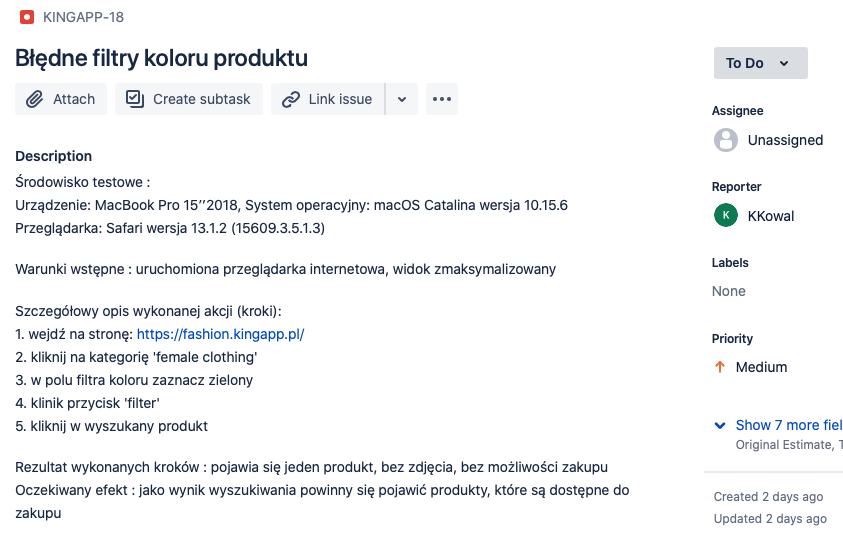 KINGAPP-18
Błędne filtry koloru produktu
Attach
Create subtask
Link issue
Description
Środowisko testowe :
Urządzenie: MacBook Pro 15’’2018, System operacyjny: macOS Catalina wersja 10.15.6
Przeglądarka: Safari wersja 13.1.2 (15609.3.5.1.3)
Warunki wstępne : uruchomiona przeglądarka internetowa, widok zmaksymalizowany
Szczegółowy opis wykonanej akcji (kroki):
1. wejdź na stronę: https://fashion.kingapp.pl/
2. kliknij na kategorię 'female clothing'
3. w polu filtra koloru zaznacz zielony
4. klinik przycisk 'filter'
5. kliknij w wyszukany produkt
Rezultat wykonanych kroków : pojawia się jeden produkt, bez zdjęcia, bez możliwości zakupu
Oczekiwany efekt : jako wynik wyszukiwania powinny się pojawić produkty, które są dostępne do
zakupu
To Do
Assignee
Unassigned
Reporter
K
KKowal
Labels
None
Priority
Medium
Show 7 more fiel
Original Estimate, T
Created 2 days ago
Updated 2 days ago